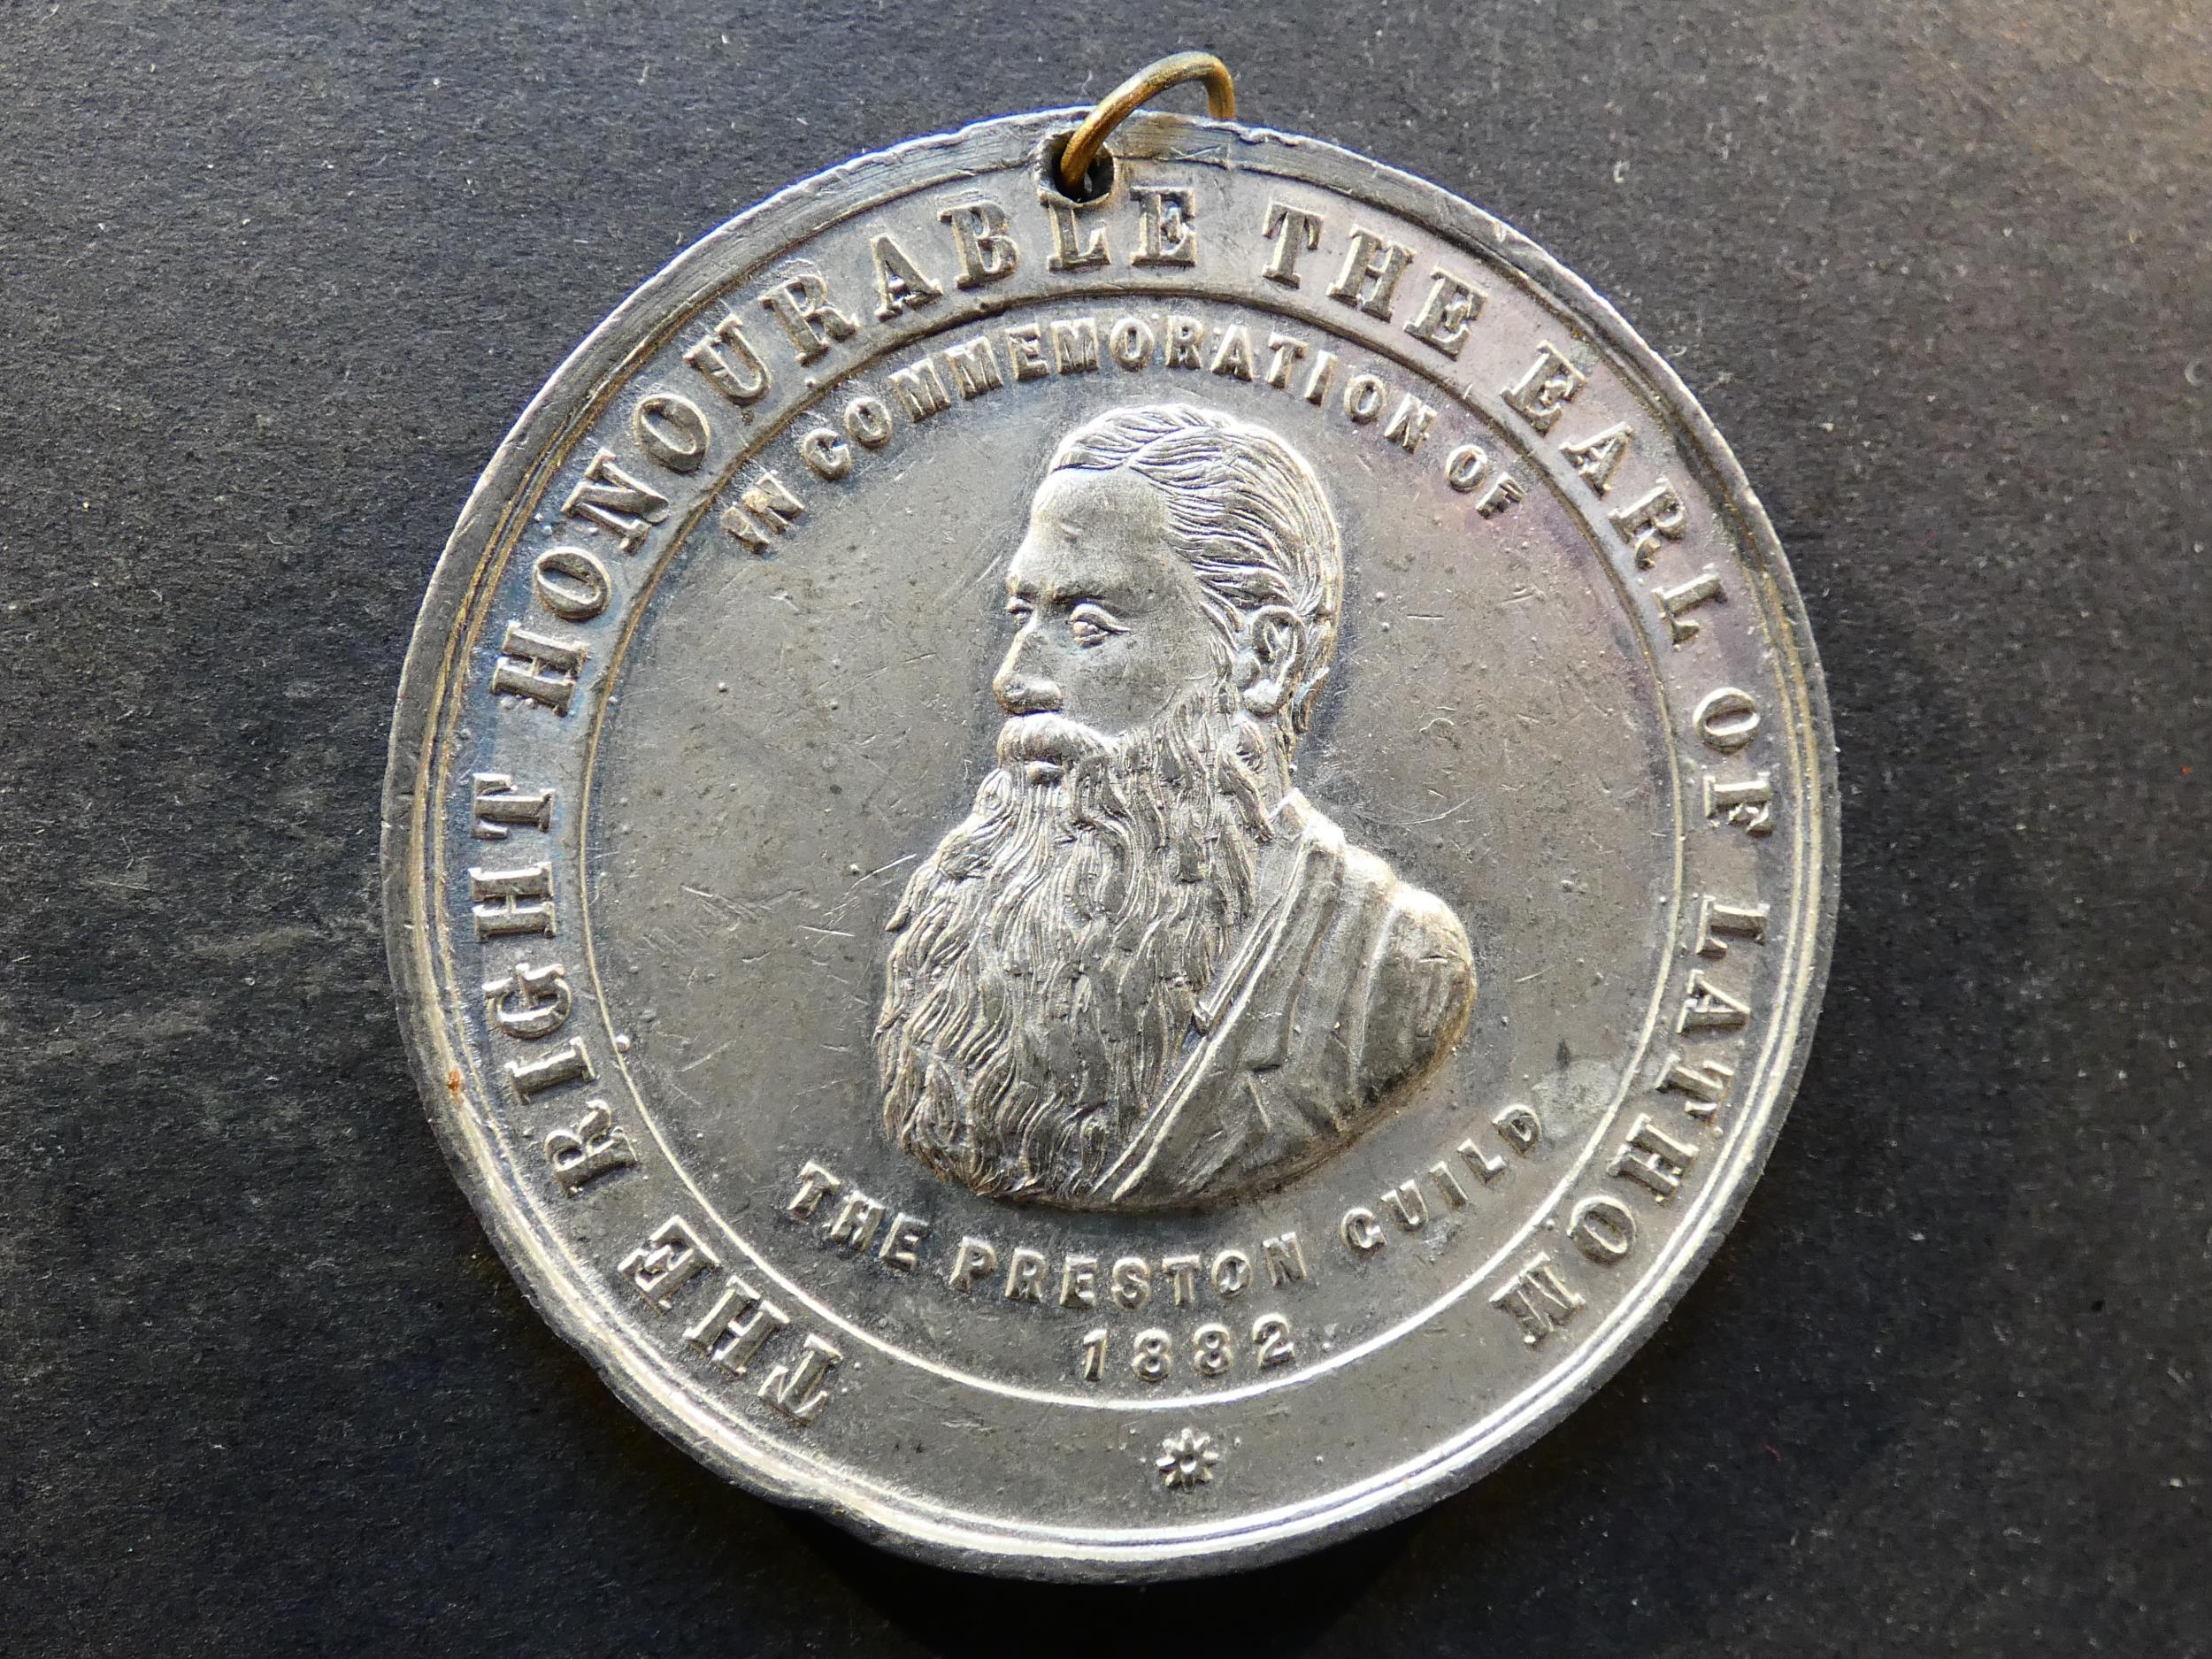 THE RIGHT HONOURABLE THE EARL OF LATHOM
IN COMMEMORATION OF
THE PRESTON GUILD
1882.